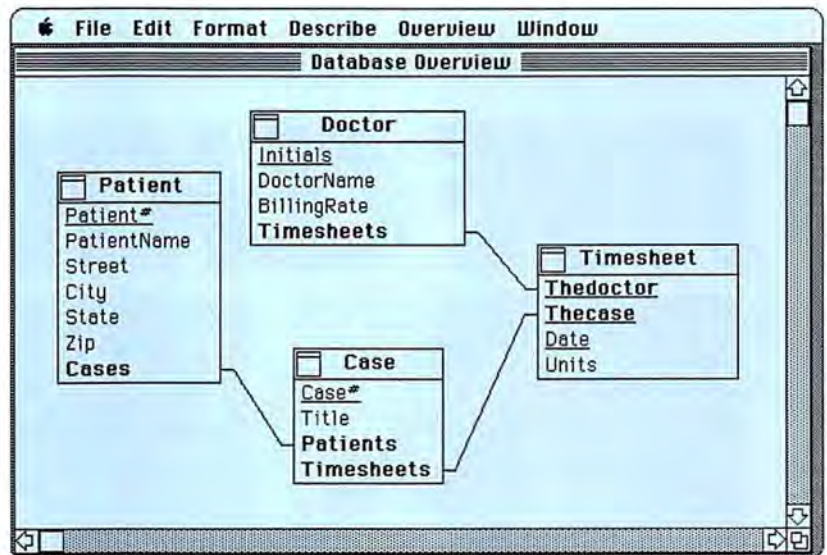 File Edit Format Describe Overview Window
Database Overview
Doctor
Initials
DoctorName
BillingRate
Timesheets
Patient
Patient#
PatientName
Street
City
State
Zip
Cases
Timesheet
Thedoctor
Thecase
Date
Units
Case
Case#
Title
Patients
Timesheets